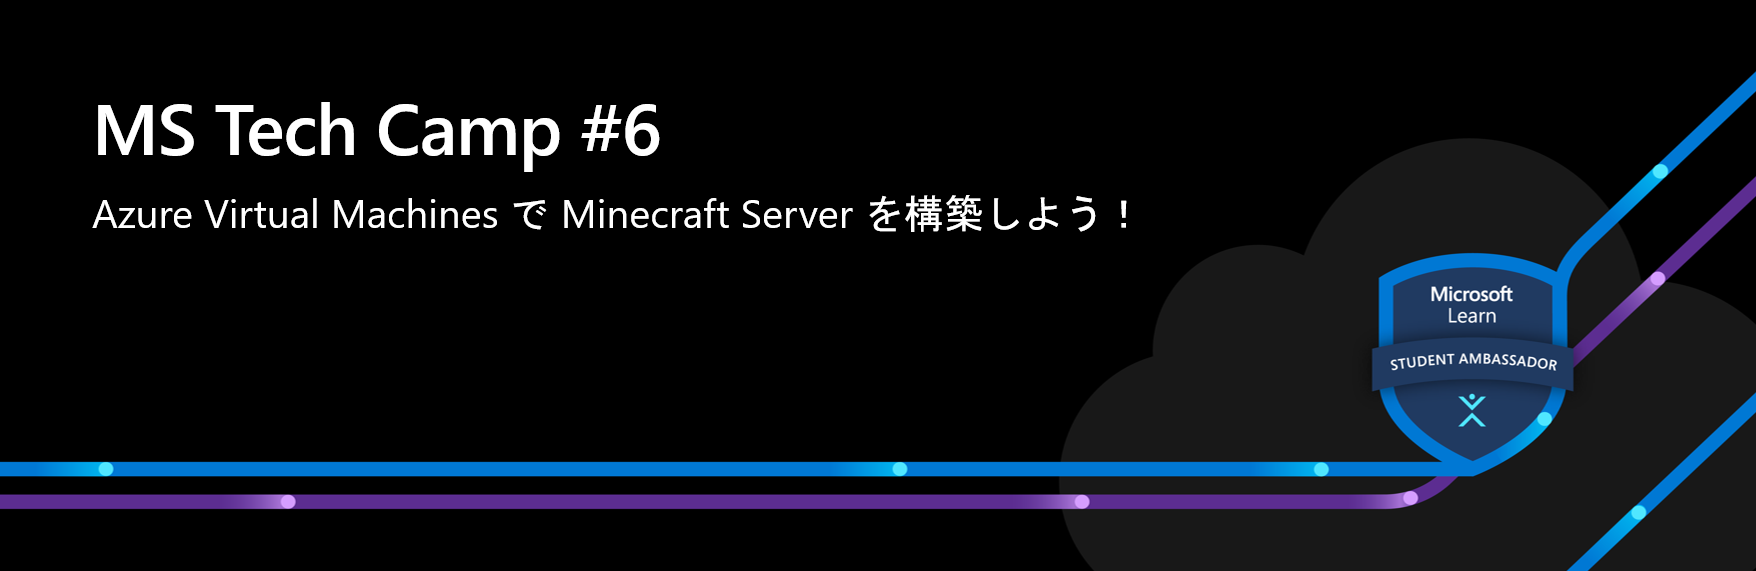 MS Tech Camp #6
Azure Virtual Machines で Minecraft Server を構築しよう！
Microsoft
Learn
STUDENT AMBASSADOR